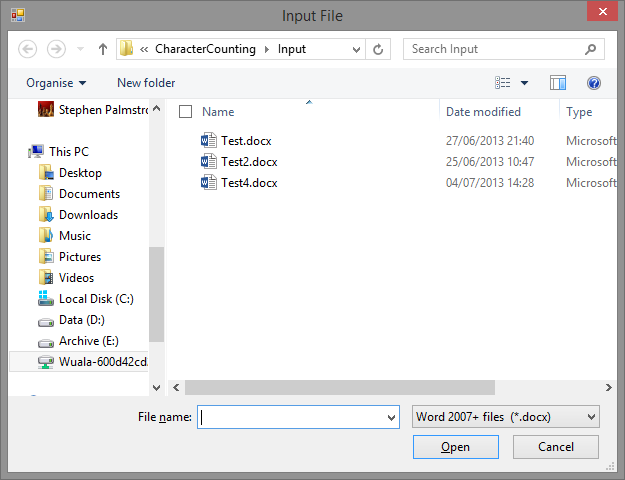 Input File
« CharacterCounting Input
Search Input
Organise New folder
Name Date modified Type
Stephen Palmstro
This PC
Desktop
Documents
Downloads
Music
Pictures
Videos
Local Disk (C:)
Data (D:)
Archive (E:)
Wuala-600d42cd.
Test.docx 27/06/2013 21:40 Microsoft
Test2.docx 25/06/2013 10:47 Microsoft
Test4.docx 04/07/2013 14:28 Microsoft
File name:
Word 2007+ files (*.docx)
Open Cancel